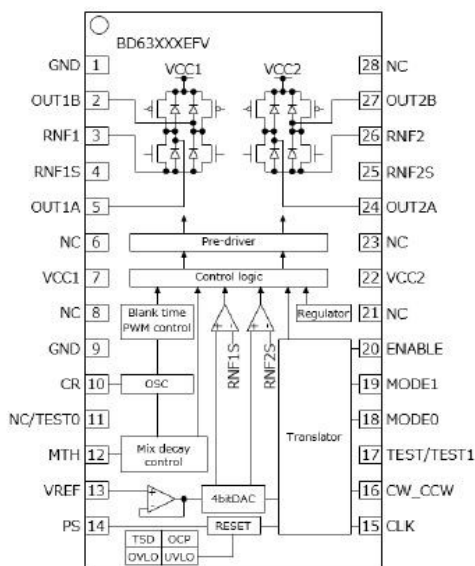 BD63XXXEFV
VCC1 VCC2
GND 1
OUT1B 2
RNF1 3
RNF1S 4
OUT1A 5
NC 6
VCC1 7
NC 8
GND 9
CR 10
NC/TEST0 11
MTH 12
VREF 13
PS 14
28 NC
27 OUT2B
26 RNF2
25 RNF2S
24 OUT2A
23 NC
22 VCC2
21 NC
20 ENABLE
19 MODE1
18 MODE0
17 TEST/TEST1
16 CW_CCW
15 CLK
Pre-driver
Control logic
Blank time
PWM control
+ -
+ -
Regulator
RNF1S
RNF2S
OSC
Translator
Mix decay
control
+
-
4bitDAC
RESET
TSD OCP
OVLO UVLO